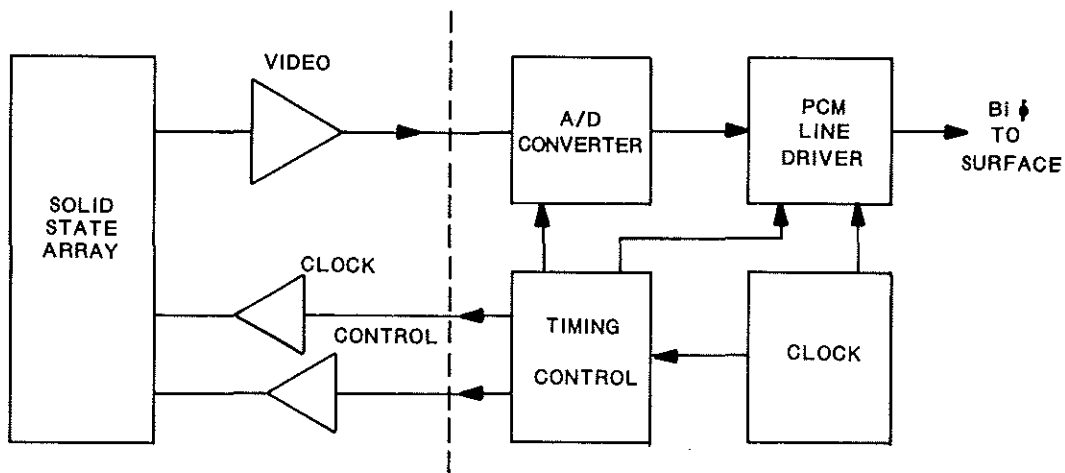 VIDEO
A/D
CONVERTER
PCM
LINE
DRIVER
Bi ϕ
TO
SURFACE
SOLID
STATE
ARRAY
CLOCK
CONTROL
TIMING
CONTROL
CLOCK